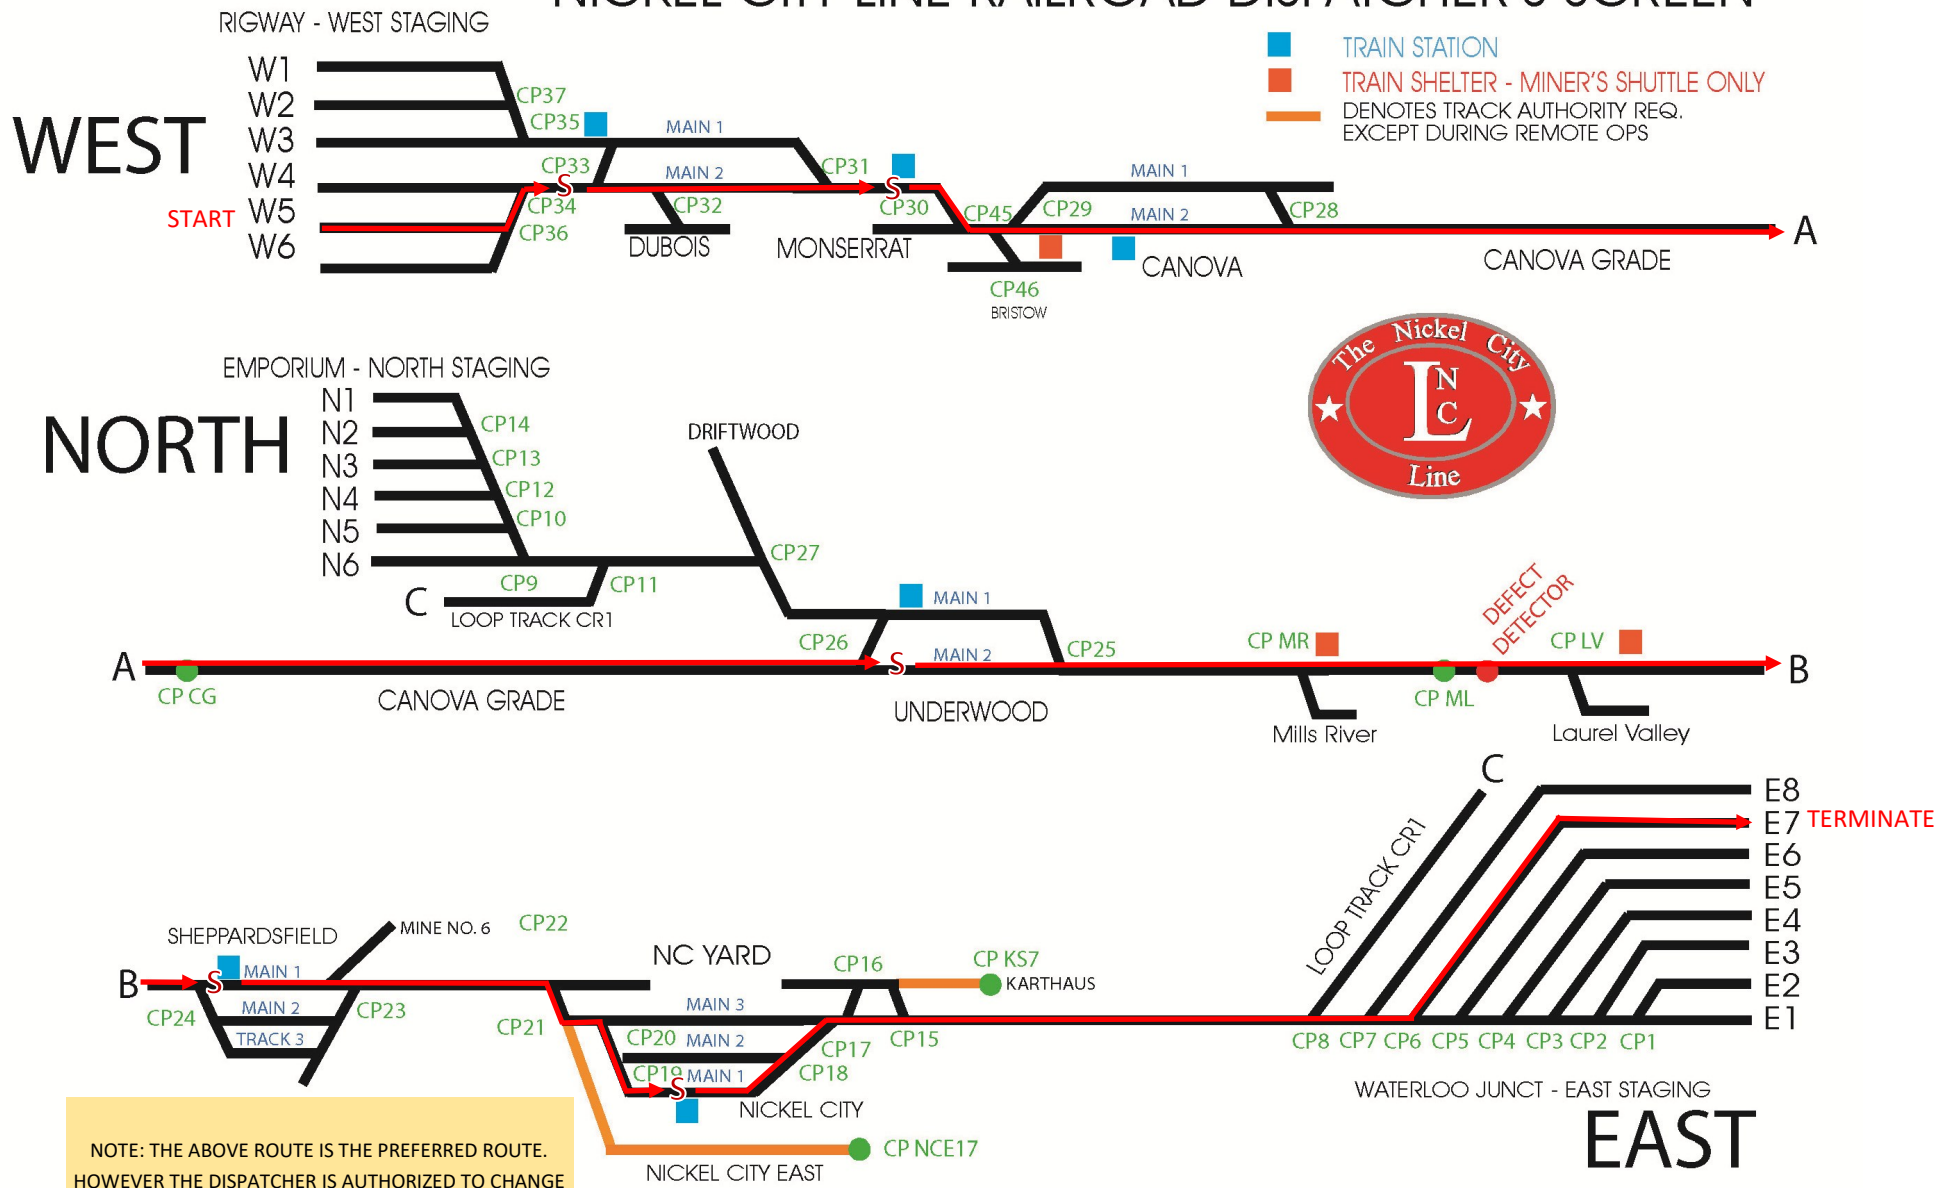 NICKEL CITY LINE RAILROAD DISPATCHER'S SCREEN
RIGWAY - WEST STAGING
TRAIN STATION
TRAIN SHELTER - MINER'S SHUTTLE ONLY
DENOTES TRACK AUTHORITY REQ.
EXCEPT DURING REMOTE OPS
WEST
W1
W2
W3
W4
START W5
W6
CP37
CP35
MAIN 1
CP33
MAIN 2
CP31
S
S
MAIN 1
CP34
CP32
CP30
CP45
CP29
MAIN 2
CP28
CP36
DUBOIS
MONSERRAT
CANOVA
CANOVA GRADE
A
CP46
BRISTOW
The Nickel City
L N C
Line
EMPORIUM - NORTH STAGING
NORTH
N1
N2
N3
N4
N5
N6
CP14
CP13
CP12
CP10
DRIFTWOOD
CP27
CP9
CP11
C
LOOP TRACK CR1
MAIN 1
CP26
S
MAIN 2
CP25
CP MR
DEFECT
DETECTOR
CP LV
A
B
CP CG
CANOVA GRADE
UNDERWOOD
CP ML
Mills River
Laurel Valley
C
LOOP TRACK CR1
E8
E7 TERMINATE
E6
E5
E4
E3
E2
E1
SHEPPARDSFIELD
MINE NO. 6
CP22
NC YARD
CP16
CP KS7
KARTHAUS
B
S
MAIN 1
CP24
MAIN 2
CP23
TRACK 3
CP21
MAIN 3
CP20
MAIN 2
CP17
CP15
CP19
S
MAIN 1
CP18
NICKEL CITY
CP8 CP7 CP6 CP5 CP4 CP3 CP2 CP1
WATERLOO JUNCT - EAST STAGING
EAST
CP NCE17
NICKEL CITY EAST
NOTE: THE ABOVE ROUTE IS THE PREFERRED ROUTE.
HOWEVER THE DISPATCHER IS AUTHORIZED TO CHANGE